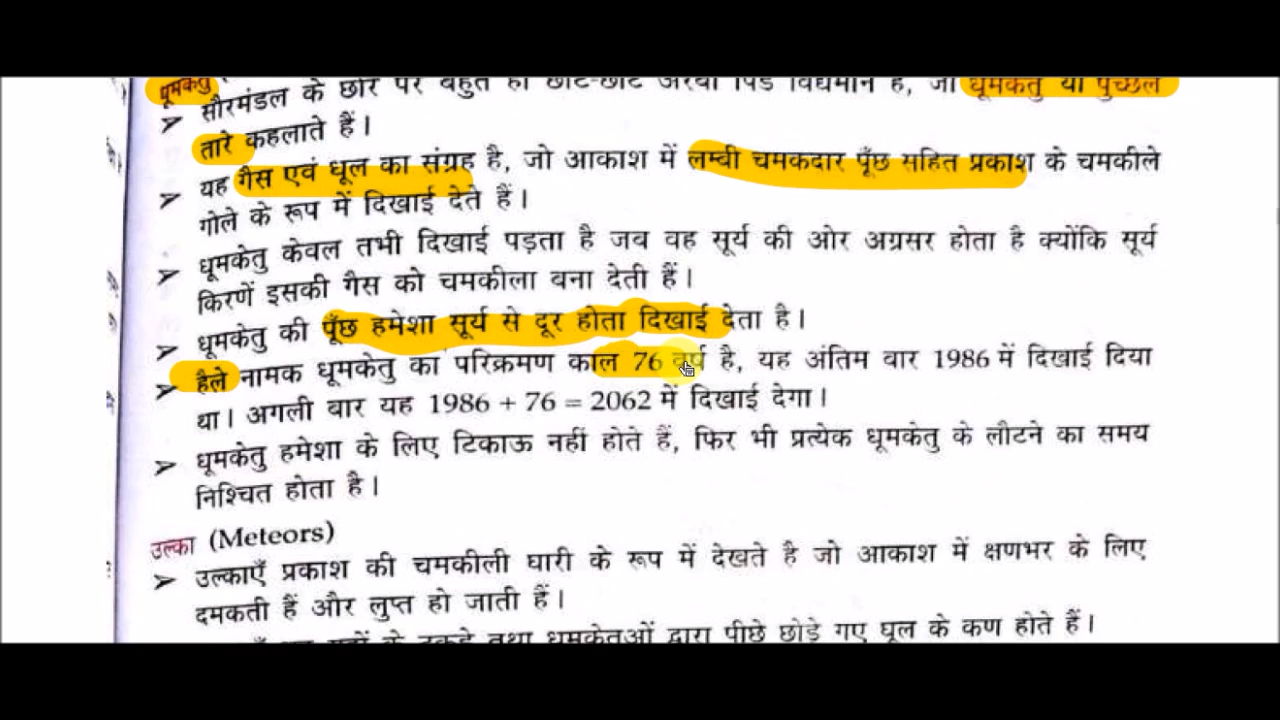 धूमकेतु
सौरमंडल के छोर पर बहुत ही छोटे-छोटे अरबों पिंड विद्यमान हैं, जो धूमकेतु या पुच्छल
तारे कहलाते हैं।
यह गैस एवं धूल का संग्रह है, जो आकाश में लम्बी चमकदार पूँछ सहित प्रकाश के चमकीले
गोले के रूप में दिखाई देते हैं।
धूमकेतु केवल तभी दिखाई पड़ता है जब वह सूर्य की ओर अग्रसर होता है क्योंकि सूर्य
किरणें इसकी गैस को चमकीला बना देती हैं।
धूमकेतु की पूँछ हमेशा सूर्य से दूर होता दिखाई देता है।
हैले नामक धूमकेतु का परिक्रमण काल 76 वर्ष है, यह अंतिम बार 1986 में दिखाई दिया
था। अगली बार यह 1986 + 76 = 2062 में दिखाई देगा।
धूमकेतु हमेशा के लिए टिकाऊ नहीं होते हैं, फिर भी प्रत्येक धूमकेतु के लौटने का समय
निश्चित होता है।
उल्का (Meteors)
उल्काएँ प्रकाश की चमकीली घारी के रूप में देखते है जो आकाश में क्षणभर के लिए
दमकती हैं और लुप्त हो जाती हैं।
के टुकड़े तथा धूमकेतुओं द्वारा पीछे छोड़े गए धूल के कण होते हैं।